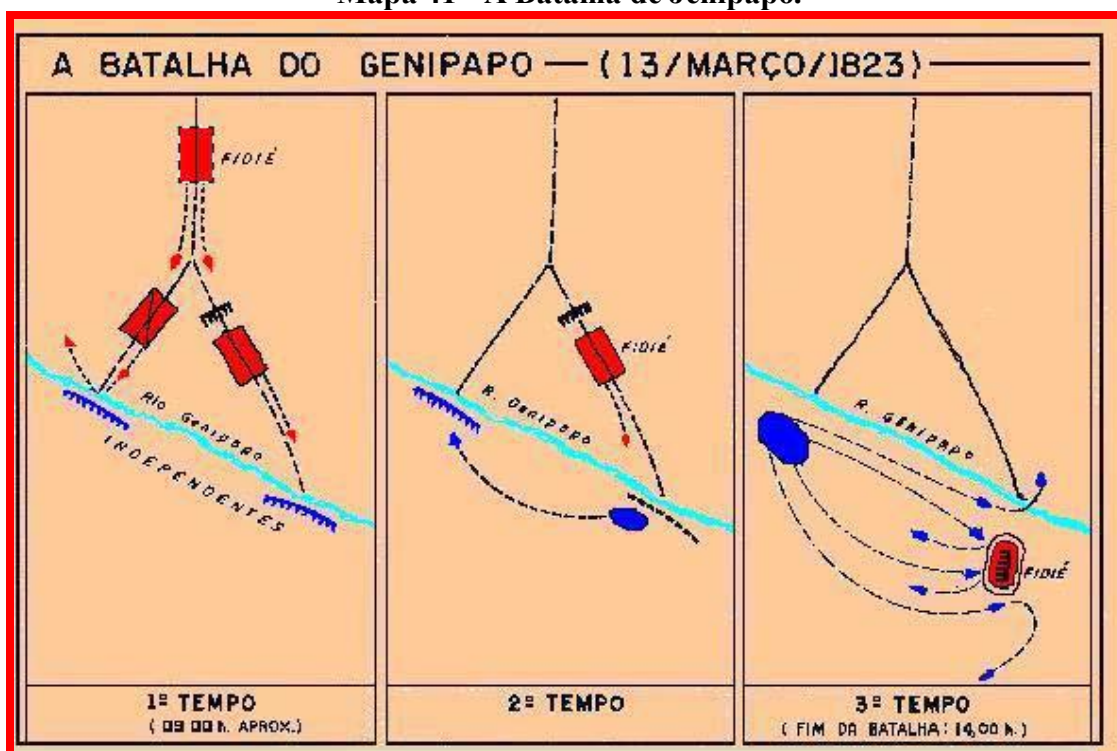 Mapa 41 - A Batalha de Jenipapo.
A BATALHA DO GENIPAPO — (13/MARÇO/1823)
FIDIÉ
RIO GENIPAPO
INDEPENDENTES
1º TEMPO
(09 00 h. APROX.)
FIDIÉ
R. GENIPAPO
2º TEMPO
R. GENIPAPO
FIDIÉ
3º TEMPO
(FIM DA BATALHA: 14,00 h.)